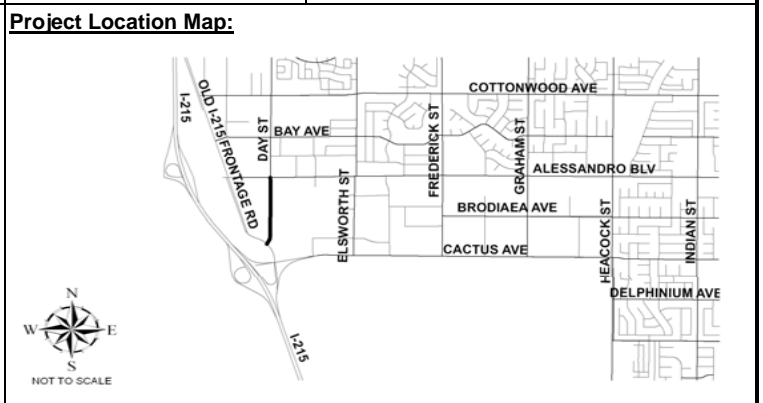 Project Location Map:
COTTONWOOD AVE
I-215
OLD I-215 FRONTAGE RD
DAY ST
BAY AVE
FREDERICK ST
GRAHAM ST
ALESSANDRO BLV
ELSWORTH ST
BRODIAEA AVE
HEACOCK ST
INDIAN ST
CACTUS AVE
DELPHINIUM AVE
I-215
N
W
E
S
NOT TO SCALE